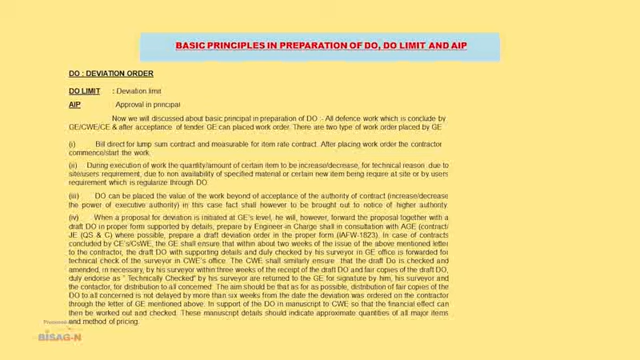 BASIC PRINCIPLES IN PREPARATION OF DO, DO LIMIT AND AIP
DO : DEVIATION ORDER
DO LIMIT : Deviation limit
AIP Approval in principal
Now we will discussed about basic principal in preparation of DO :- All defence work which is conclude by
GE/CWE/CE & after acceptance of tender GE can placed work order. There are two type of work order placed by GE
(i) Bill direct for lump sum contract and measurable for item rate contract. After placing work order the contractor
commence/start the work.
(ii) During execution of work the quantity/amount of certain item to be increase/decrease, for technical reason due to
site/users requirement, due to non availability of specified material or certain new item being require at site or by users
requirement which is regularize through DO.
(iii) DO can be placed the value of the work beyond of acceptance of the authority of contract (increase/decrease
the power of executive authority) in this case fact shall however to be brought out to notice of higher authority.
(iv) When a proposal for deviation is initiated at GE's level, he will, however, forward the proposal together with a
draft DO in proper form supported by details, prepare by Engineer-in Charge shall in consultation with AGE (contract/
JE (QS & C) where possible, prepare a draft deviation order in the proper form (IAFW-1823). In case of contracts
concluded by CE's/CsWE, the GE shall ensure that within about two weeks of the issue of the above mentioned letter
to the contractor, the draft DO with supporting details and duly checked by his surveyor in GE office is forwarded for
technical check of the surveyor in CWE's office. The CWE shall similarly ensure that the draft Do is checked and
amended, in necessary, by his surveyor within three weeks of the receipt of the draft DO and fair copies of the draft DO,
duly endorse as " Technically Checked" by his surveyor are returned to the GE for signature by him, his surveyor and
the contactor, for distribution to all concerned. The aim should be that as for as possible, distribution of fair copies of the
DO to all concerned is not delayed by more than six weeks from the date the deviation was ordered on the contractor
through the letter of GE mentioned above. In support of the DO in manuscript to CWE so that the financial effect can
then be worked out and checked. These manuscript details should indicate approximate quantities of all major items
and method of pricing.
BISAG-N